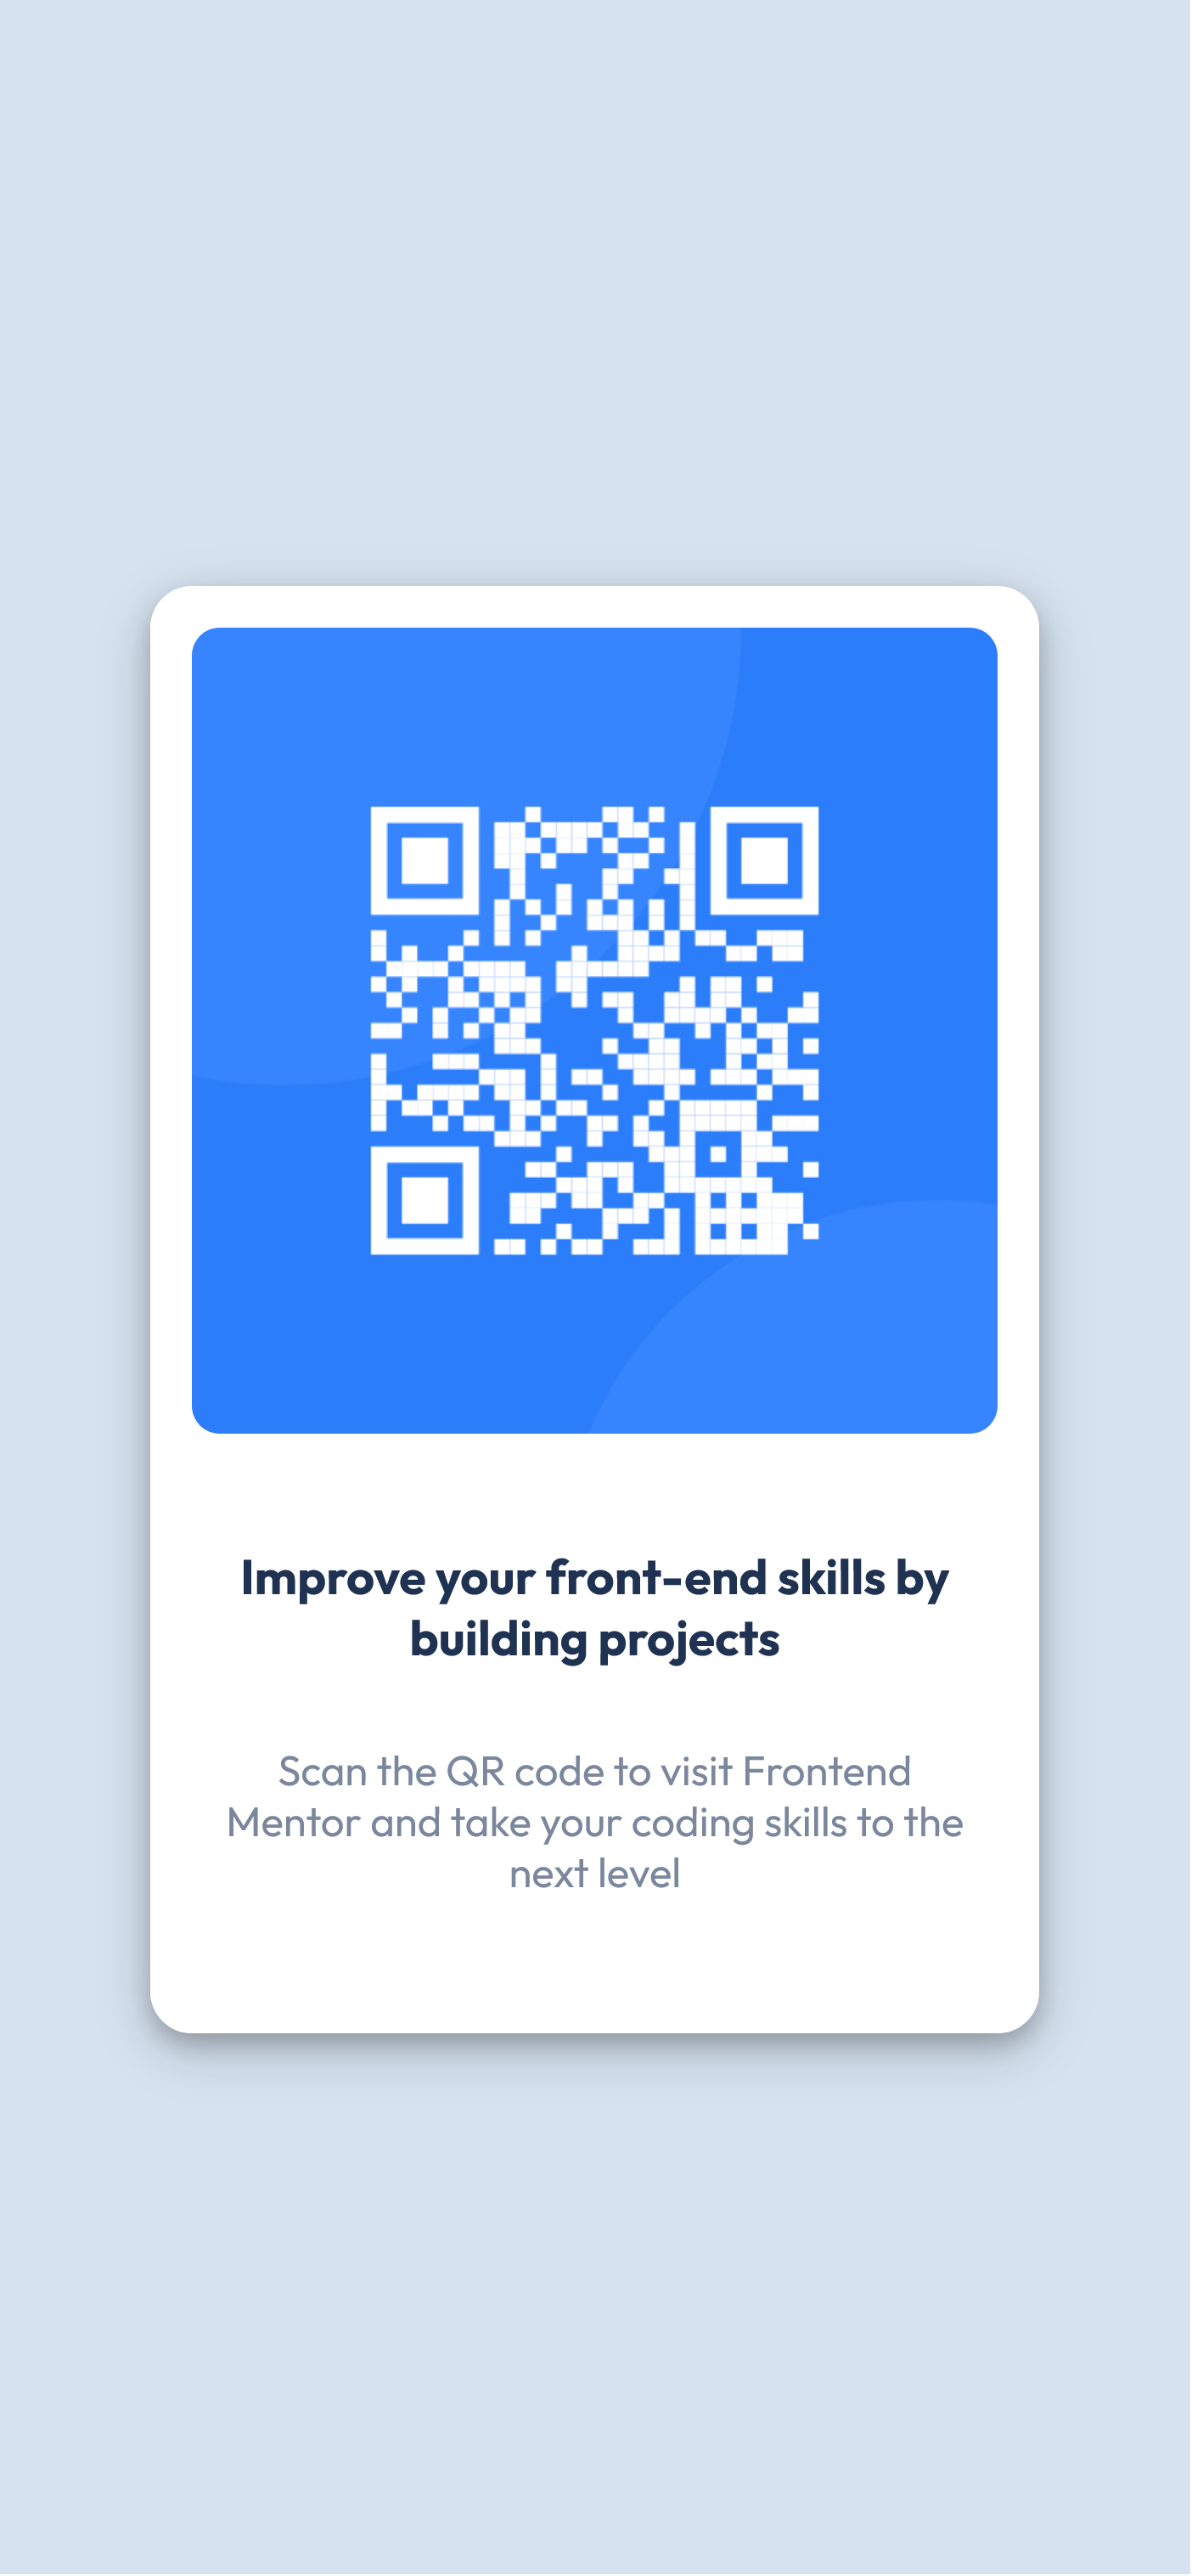 Improve your front-end skills by
building projects
Scan the QR code to visit Frontend
Mentor and take your coding skills to the
next level